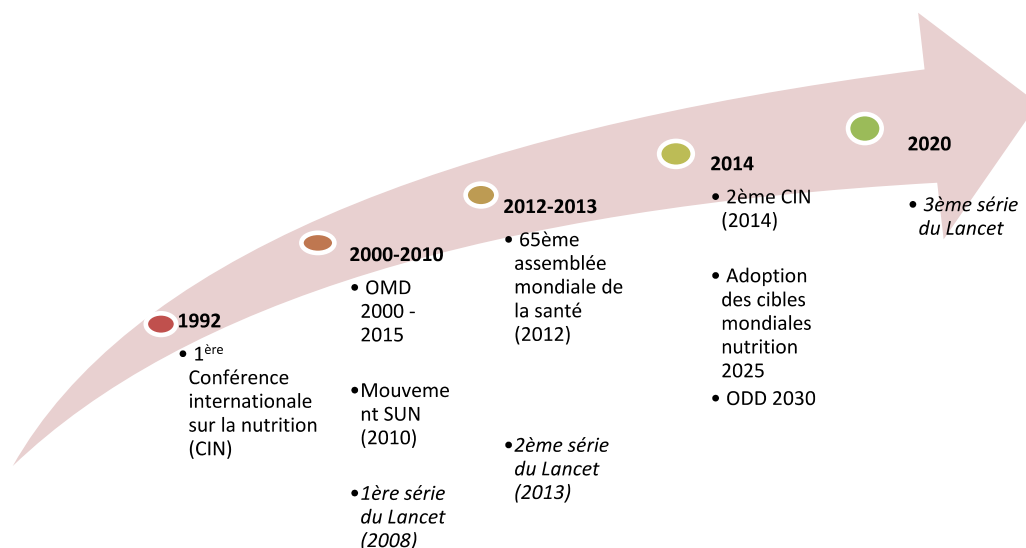 1992
• 1ère
Conférence
internationale
sur la nutrition
(CIN)
2000-2010
• OMD
2000 -
2015
•Mouveme
nt SUN
(2010)
•1ère série
du Lancet
(2008)
2012-2013
• 65ème
assemblée
mondiale de
la santé
(2012)
•2ème série
du Lancet
(2013)
2014
• 2ème CIN
(2014)
• Adoption
des cibles
mondiales
nutrition
2025
• ODD 2030
2020
• 3ème série
du Lancet